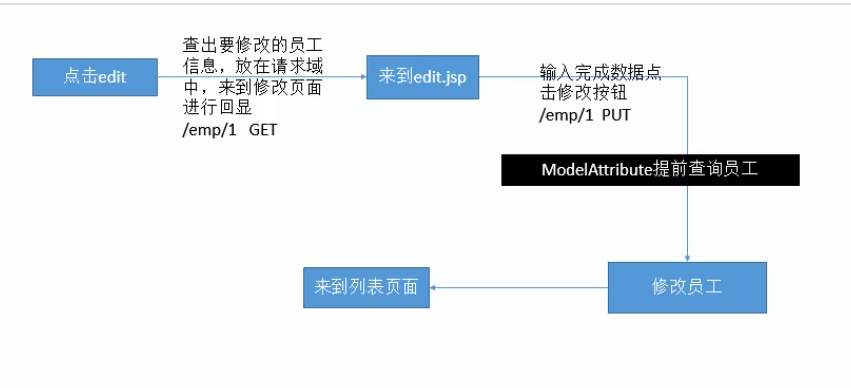 点击edit
查出要修改的员工
信息，放在请求域
中，来到修改页面
进行回显
/emp/1 GET
来到edit.jsp
输入完成数据点
击修改按钮
/emp/1 PUT
ModelAttribute提前查询员工
来到列表页面
修改员工